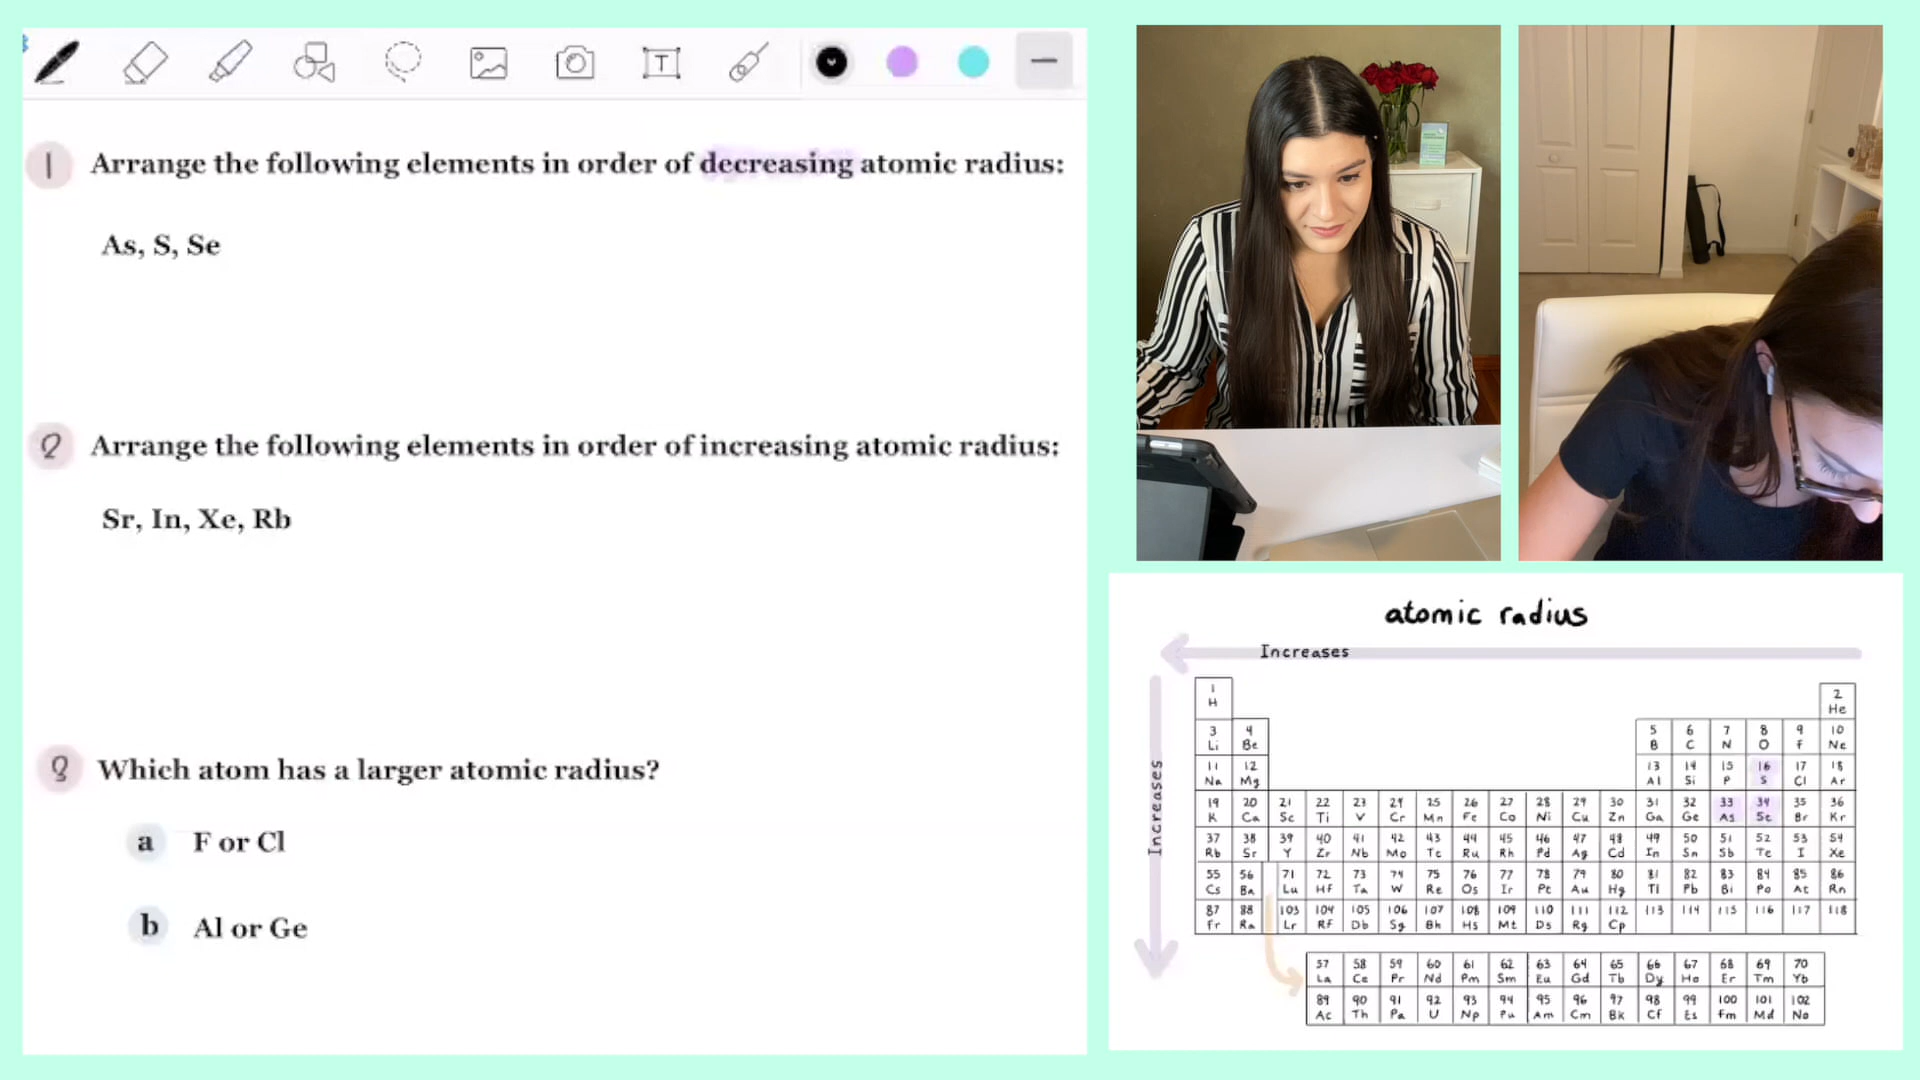 T
1 Arrange the following elements in order of decreasing atomic radius:
As, S, Se
2 Arrange the following elements in order of increasing atomic radius:
Sr, In, Xe, Rb
3 Which atom has a larger atomic radius?
a F or Cl
b Al or Ge
atomic radius
Increases
Increases
1 2
H He
3 4 5 6 7 8 9 10
Li Be B C N O F Ne
11 12 13 14 15 16 17 18
Na Mg Al Si P S Cl Ar
19 20 21 22 23 24 25 26 27 28 29 30 31 32 33 34 35 36
K Ca Sc Ti V Cr Mn Fe Co Ni Cu Zn Ga Ge As Se Br Kr
37 38 39 40 41 42 43 44 45 46 47 48 49 50 51 52 53 54
Rb Sr Y Zr Nb Mo Tc Ru Rh Pd Ag Cd In Sn Sb Te I Xe
55 56 71 72 73 74 75 76 77 78 79 80 81 82 83 84 85 86
Cs Ba Lu Hf Ta W Re Os Ir Pt Au Hg Tl Pb Bi Po At Rn
87 88 103 104 105 106 107 108 109 110 111 112 113 114 115 116 117 118
Fr Ra Lr Rf Db Sg Bh Hs Mt Ds Rg Cp
57 58 59 60 61 62 63 64 65 66 67 68 69 70
La Ce Pr Nd Pm Sm Eu Gd Tb Dy Ho Er Tm Yb
89 90 91 92 93 94 95 96 97 98 99 100 101 102
Ac Th Pa U Np Pu Am Cm Bk Cf Es Fm Md No